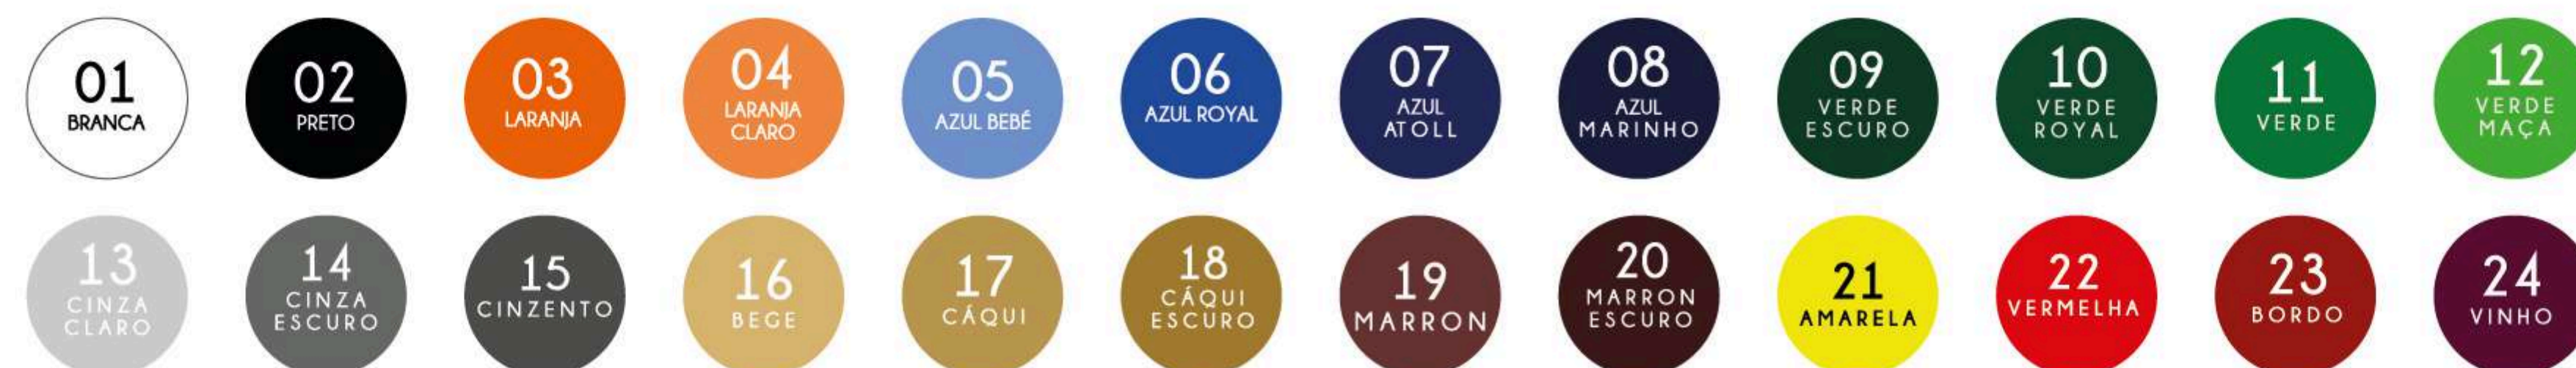 01
BRANCA
02
PRETO
03
LARANJA
04
LARANJA
CLARO
05
AZUL BEBÉ
06
AZUL ROYAL
07
AZUL
ATOLL
08
AZUL
MARINHO
09
VERDE
ESCURO
10
VERDE
ROYAL
11
VERDE
12
VERDE
MAÇA
13
CINZA
CLARO
14
CINZA
ESCURO
15
CINZENTO
16
BEGE
17
CÁQUI
18
CÁQUI
ESCURO
19
MARRON
20
MARRON
ESCURO
21
AMARELA
22
VERMELHA
23
BORDO
24
VINHO